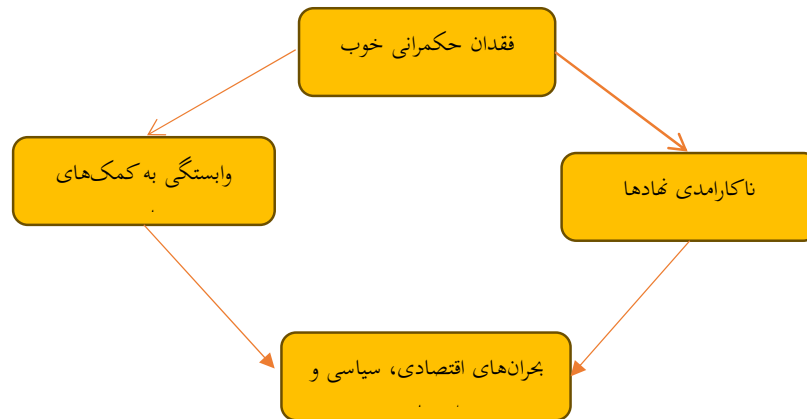 فقدان حکمرانی خوب
وابستگی به کمک‌های
ناکارامدی نهادها
بحران‌های اقتصادی، سیاسی و